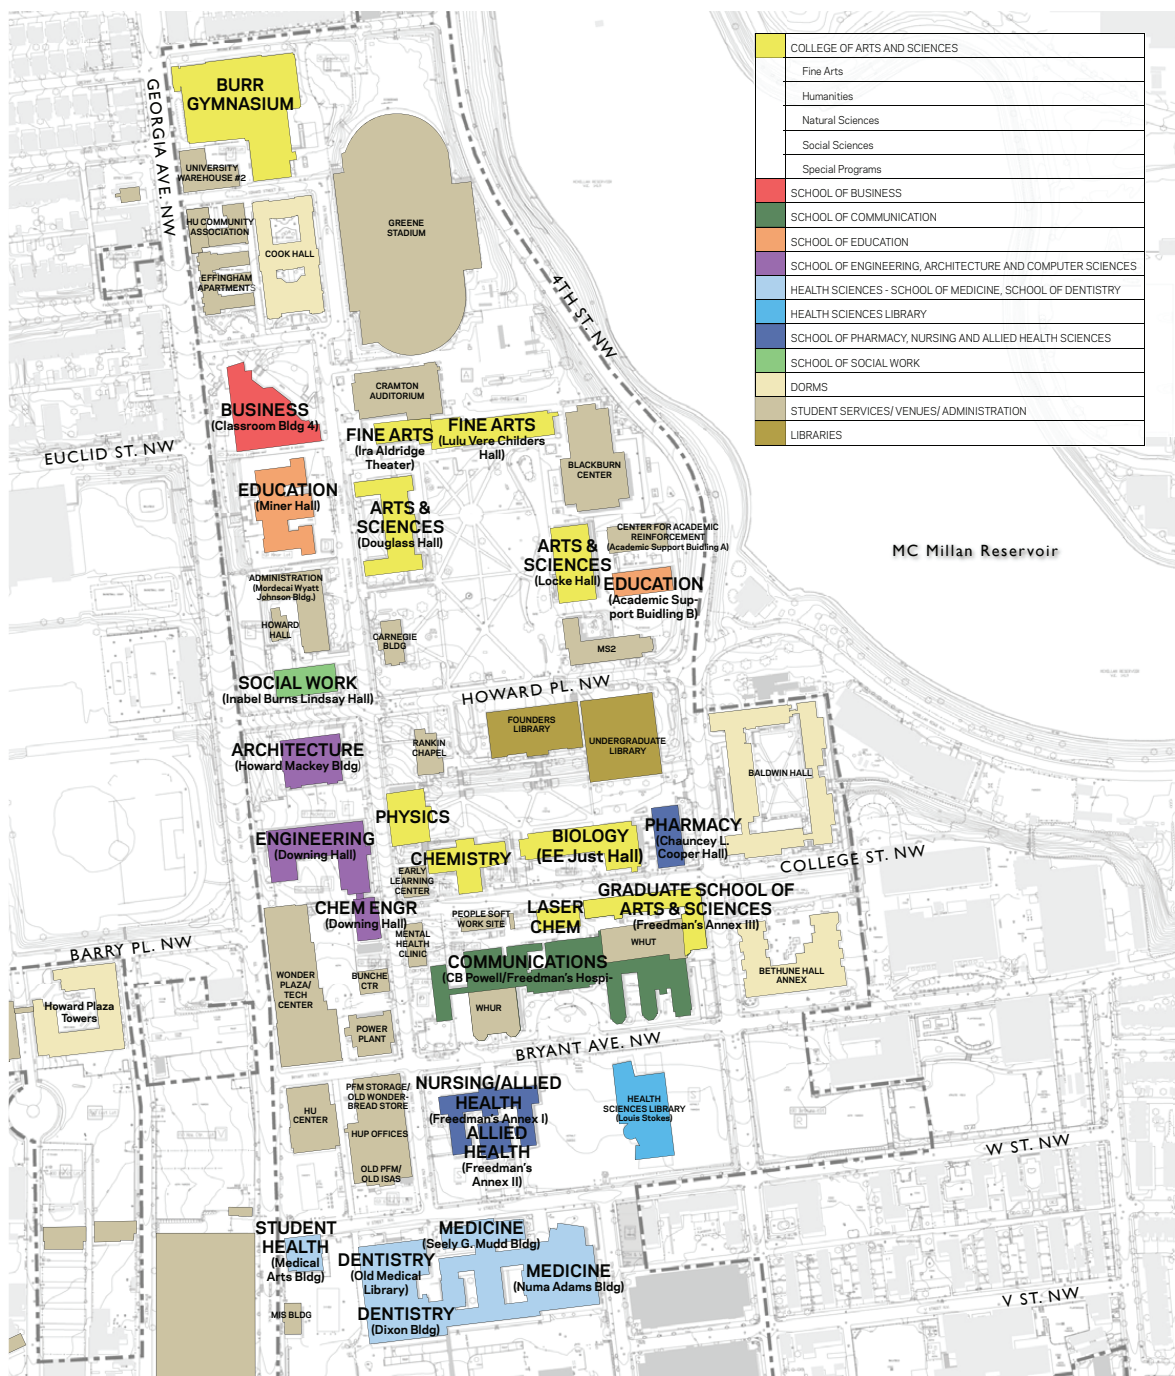 COLLEGE OF ARTS AND SCIENCES
Fine Arts
Humanities
Natural Sciences
Social Sciences
Special Programs
SCHOOL OF BUSINESS
SCHOOL OF COMMUNICATION
SCHOOL OF EDUCATION
SCHOOL OF ENGINEERING, ARCHITECTURE AND COMPUTER SCIENCES
HEALTH SCIENCES - SCHOOL OF MEDICINE, SCHOOL OF DENTISTRY
HEALTH SCIENCES LIBRARY
SCHOOL OF PHARMACY, NURSING AND ALLIED HEALTH SCIENCES
SCHOOL OF SOCIAL WORK
DORMS
STUDENT SERVICES/ VENUES/ ADMINISTRATION
LIBRARIES
BURR
GYMNASIUM
GEORGIA AVE. NW
UNIVERSITY
WAREHOUSE #2
HU COMMUNITY
ASSOCIATION
COOK HALL
GREENE
STADIUM
EFFINGHAM
APARTMENTS
4TH ST. NW
CRAMTON
AUDITORIUM
BUSINESS
(Classroom Bldg 4)
FINE ARTS
(Ira Aldridge
Theater)
FINE ARTS
(Lulu Vere Childers
Hall)
EUCLID ST. NW
BLACKBURN
CENTER
EDUCATION
(Miner Hall)
ARTS &
SCIENCES
(Douglass Hall)
CENTER FOR ACADEMIC
REINFORCEMENT
(Academic Support Buidling A)
ARTS &
SCIENCES
(Locke Hall)
MC Millan Reservoir
EDUCATION
(Academic Sup-
port Buidling B)
ADMINISTRATION
(Mordecai Wyatt
Johnson Bldg.)
HOWARD
HALL
CARNEGIE
BLDG
MS2
SOCIAL WORK
(Inabel Burns Lindsay Hall)
HOWARD PL. NW
FOUNDERS
LIBRARY
UNDERGRADUATE
LIBRARY
ARCHITECTURE
(Howard Mackey Bldg)
RANKIN
CHAPEL
BALDWIN HALL
PHYSICS
ENGINEERING
(Downing Hall)
BIOLOGY
(EE Just Hall)
PHARMACY
(Chauncey L.
Cooper Hall)
CHEMISTRY
COLLEGE ST. NW
EARLY
LEARNING
CENTER
GRADUATE SCHOOL OF
ARTS & SCIENCES
(Freedman's Annex III)
CHEM ENGR
(Downing Hall)
PEOPLE SOFT
WORK SITE
LASER
CHEM
MENTAL
HEALTH
CLINIC
WHUT
BARRY PL. NW
COMMUNICATIONS
(CB Powell/Freedman's Hospi-
BETHUNE HALL
ANNEX
WONDER
PLAZA/
TECH
CENTER
BUNCHE
CTR
Howard Plaza
Towers
WHUR
POWER
PLANT
BRYANT AVE. NW
PFM STORAGE/
OLD WONDER-
BREAD STORE
NURSING/ALLIED
HEALTH
(Freedman's Annex I)
HEALTH
SCIENCES LIBRARY
(Louis Stokes)
HU
CENTER
HUP OFFICES
ALLIED
HEALTH
(Freedman's
Annex II)
OLD PFM/
OLD ISAS
W ST. NW
STUDENT
HEALTH
(Medical
Arts Bldg)
MEDICINE
(Seely G. Mudd Bldg)
DENTISTRY
(Old Medical
Library)
MEDICINE
(Numa Adams Bldg)
V ST. NW
MIS BLDG
DENTISTRY
(Dixon Bldg)